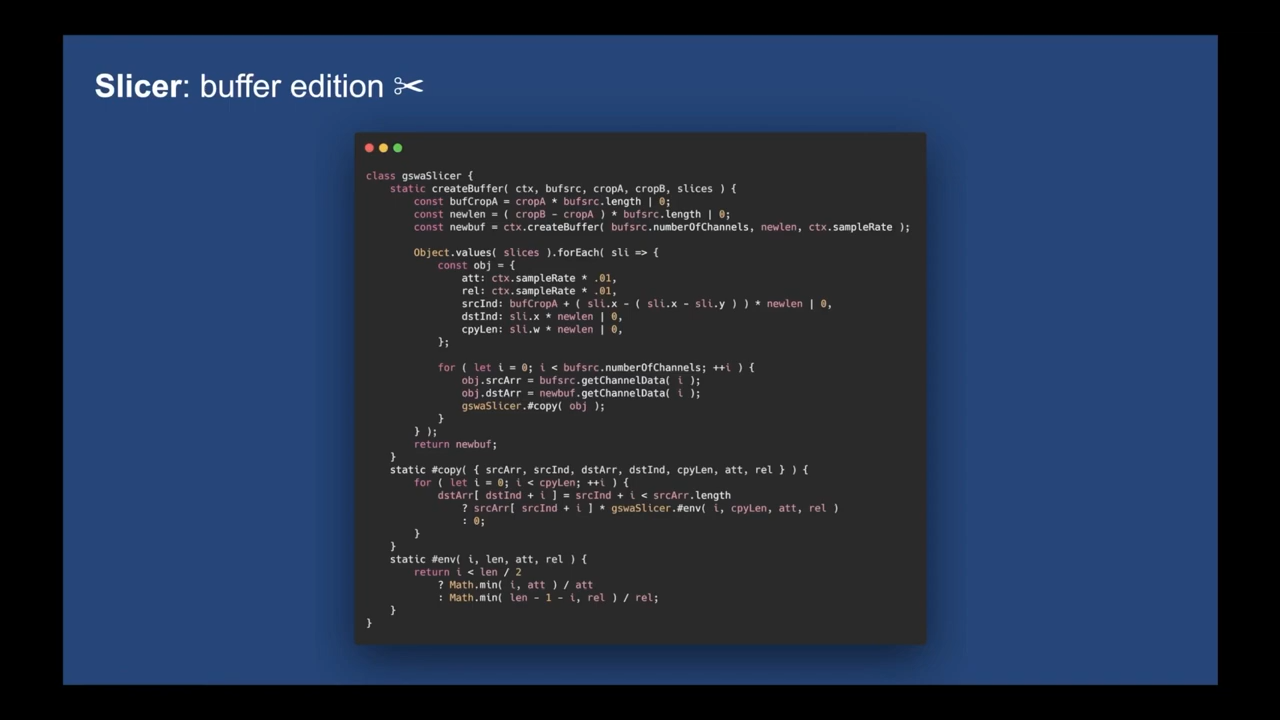 Slicer: buffer edition ✂
class gswaSlicer {
    static createBuffer( ctx, bufsrc, cropA, cropB, slices ) {
        const bufCropA = cropA * bufsrc.length | 0;
        const newlen = ( cropB - cropA ) * bufsrc.length | 0;
        const newbuf = ctx.createBuffer( bufsrc.numberOfChannels, newlen, ctx.sampleRate );
        Object.values( slices ).forEach( sli => {
            const obj = {
                att: ctx.sampleRate * .01,
                rel: ctx.sampleRate * .01,
                srcInd: bufCropA + ( sli.x - ( sli.x - sli.y ) ) * newlen | 0,
                dstInd: sli.x * newlen | 0,
                cpyLen: sli.w * newlen | 0,
            };
            for ( let i = 0; i < bufsrc.numberOfChannels; ++i ) {
                obj.srcArr = bufsrc.getChannelData( i );
                obj.dstArr = newbuf.getChannelData( i );
                gswaSlicer.#copy( obj );
            }
        } );
        return newbuf;
    }
    static #copy( { srcArr, srcInd, dstArr, dstInd, cpyLen, att, rel } ) {
        for ( let i = 0; i < cpyLen; ++i ) {
            dstArr[ dstInd + i ] = srcInd + i < srcArr.length
                ? srcArr[ srcInd + i ] * gswaSlicer.#env( i, cpyLen, att, rel )
                : 0;
        }
    }
    static #env( i, len, att, rel ) {
        return i < len / 2
            ? Math.min( i, att ) / att
            : Math.min( len - 1 - i, rel ) / rel;
    }
}